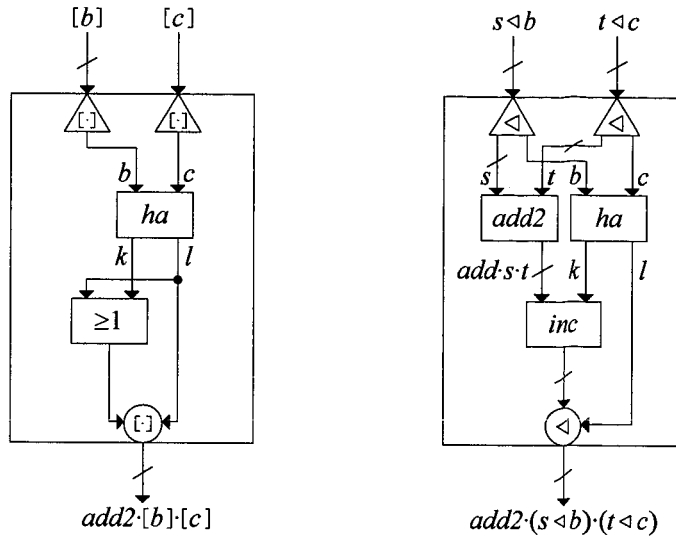 [b] [c]
s◁b t◁c
[·] [·]
◁ ◁
b c
s t b c
ha
add2 ha
k l
add·s·t k l
≥1
inc
[·]
◁
add2·[b]·[c]
add2·(s◁b)·(t◁c)